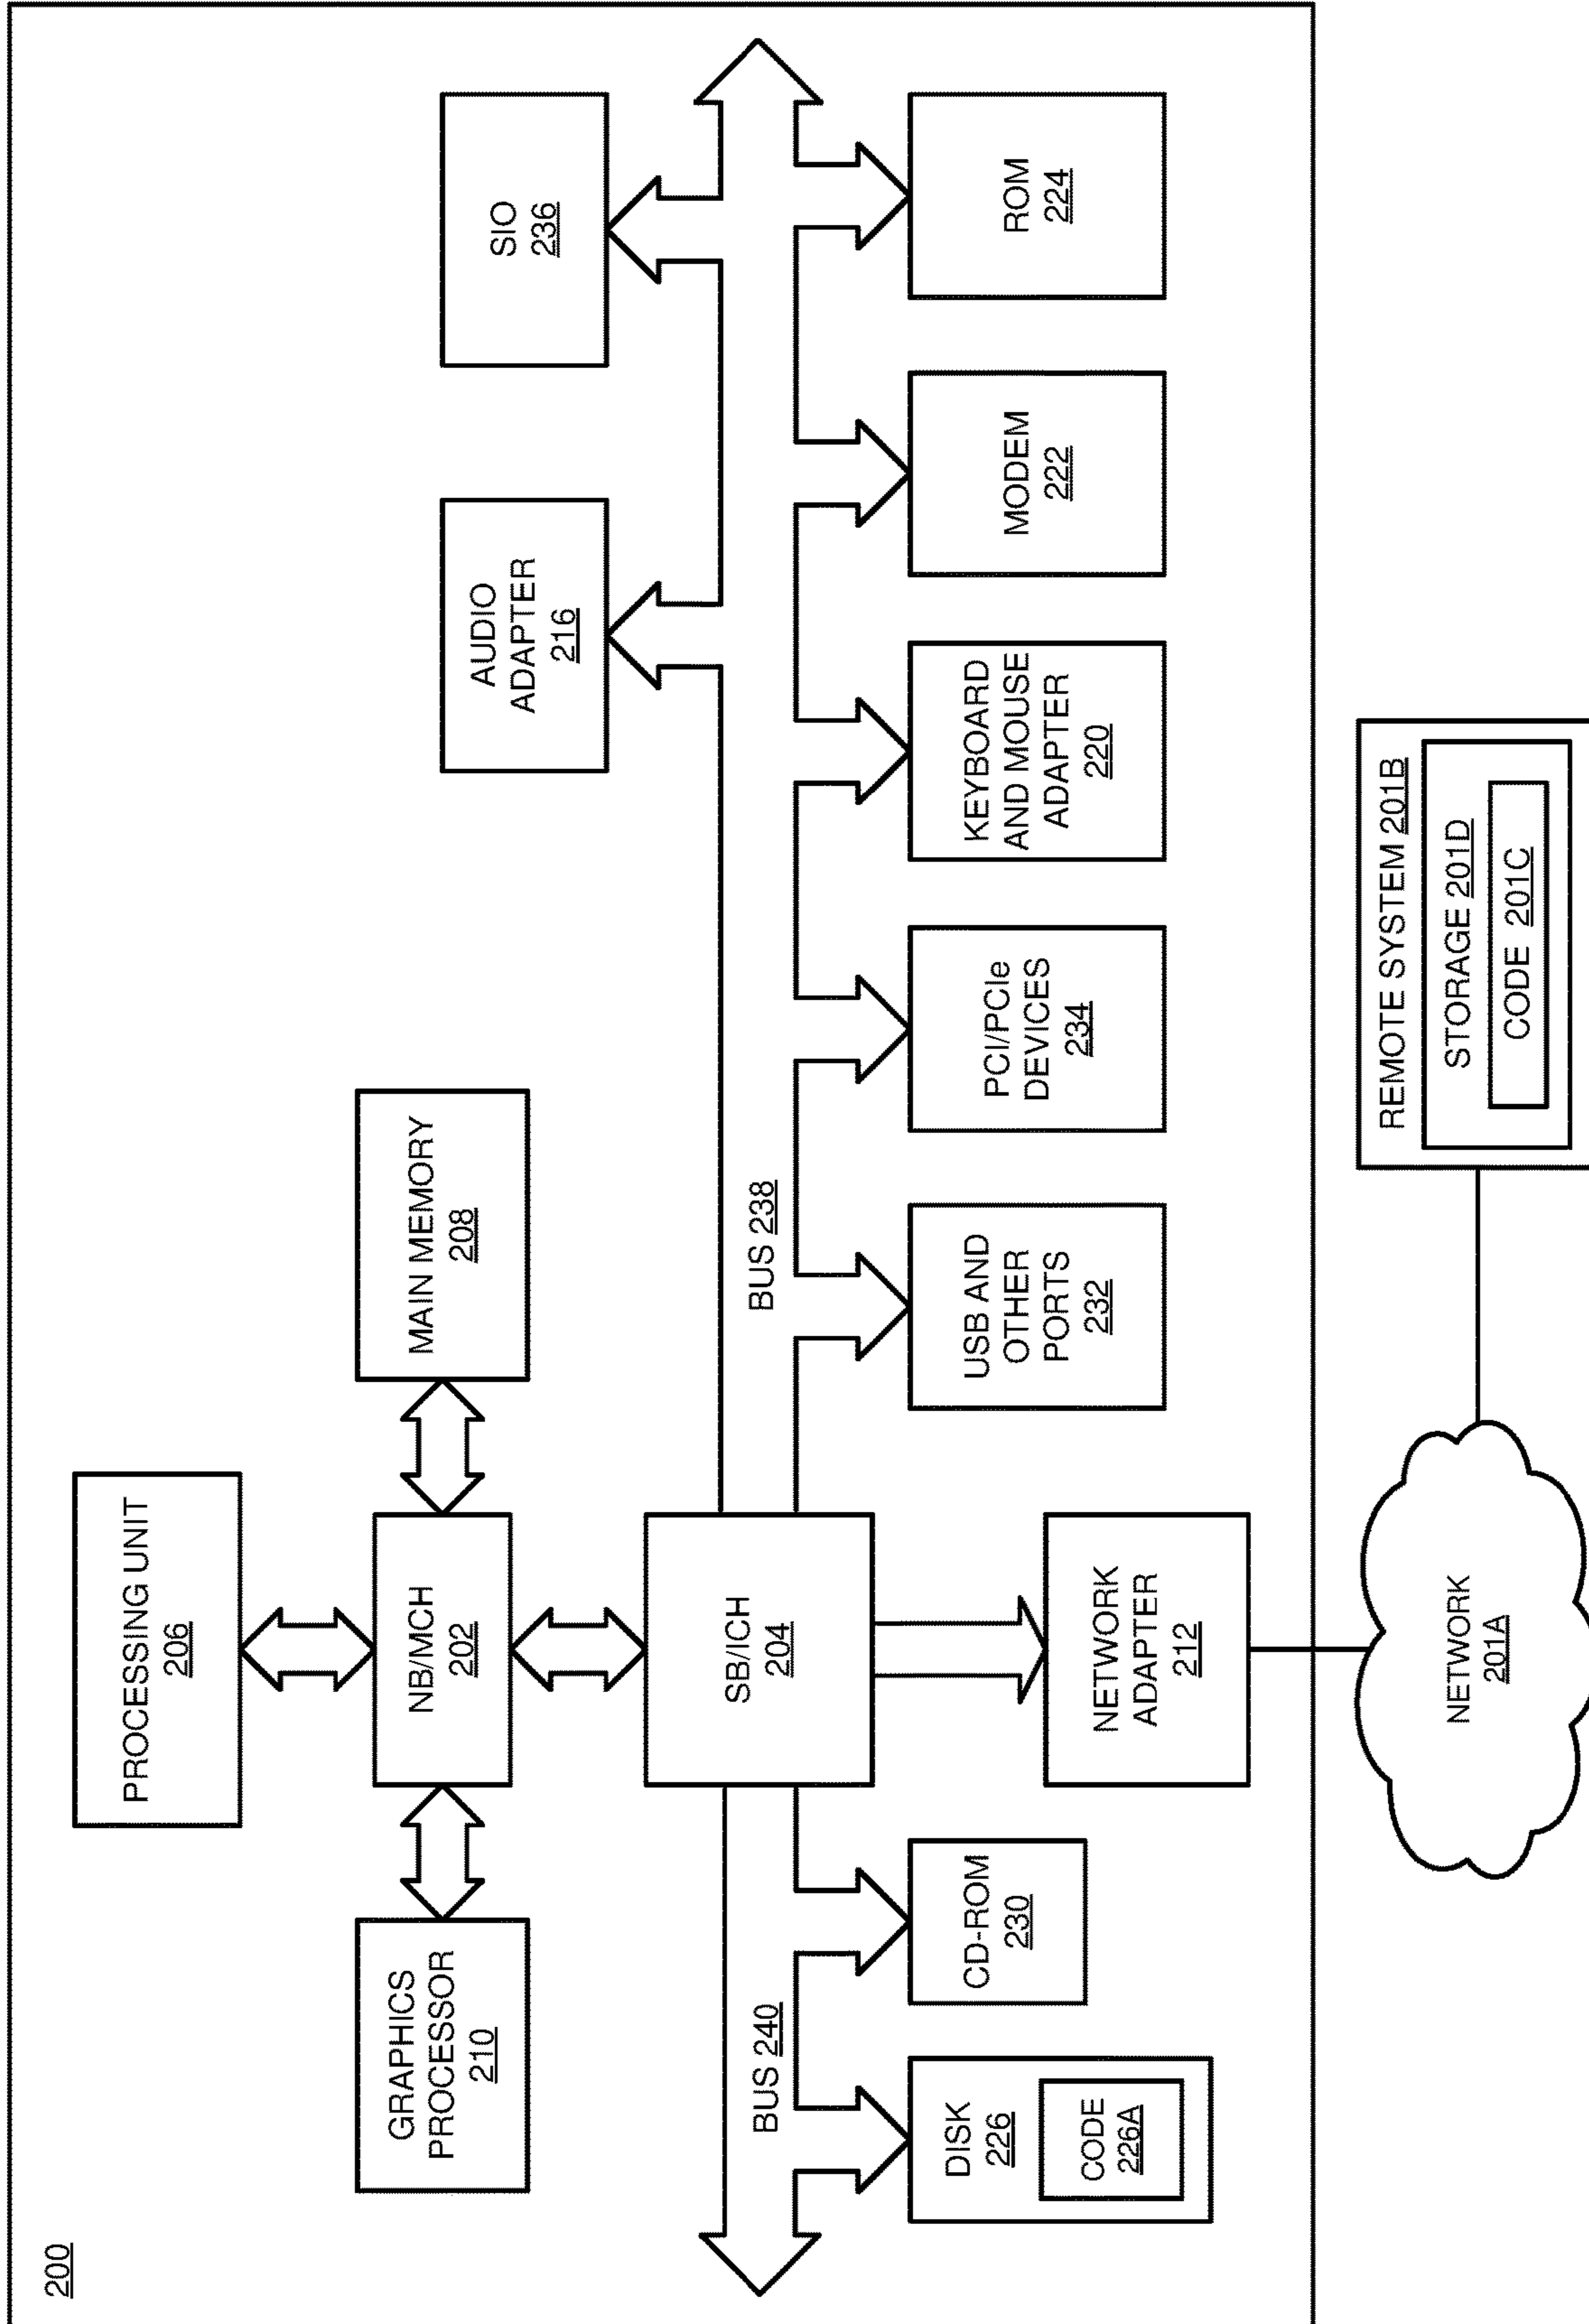 200
PROCESSING UNIT
206
GRAPHICS
PROCESSOR
210
NB/MCH
202
MAIN MEMORY
208
AUDIO
ADAPTER
216
SIO
236
SB/ICH
204
BUS 240
BUS 238
DISK
226
CODE
226A
CD-ROM
230
NETWORK
ADAPTER
212
USB AND
OTHER
PORTS
232
PCI/PCIe
DEVICES
234
KEYBOARD
AND MOUSE
ADAPTER
220
MODEM
222
ROM
224
NETWORK
201A
REMOTE SYSTEM 201B
STORAGE 201D
CODE 201C